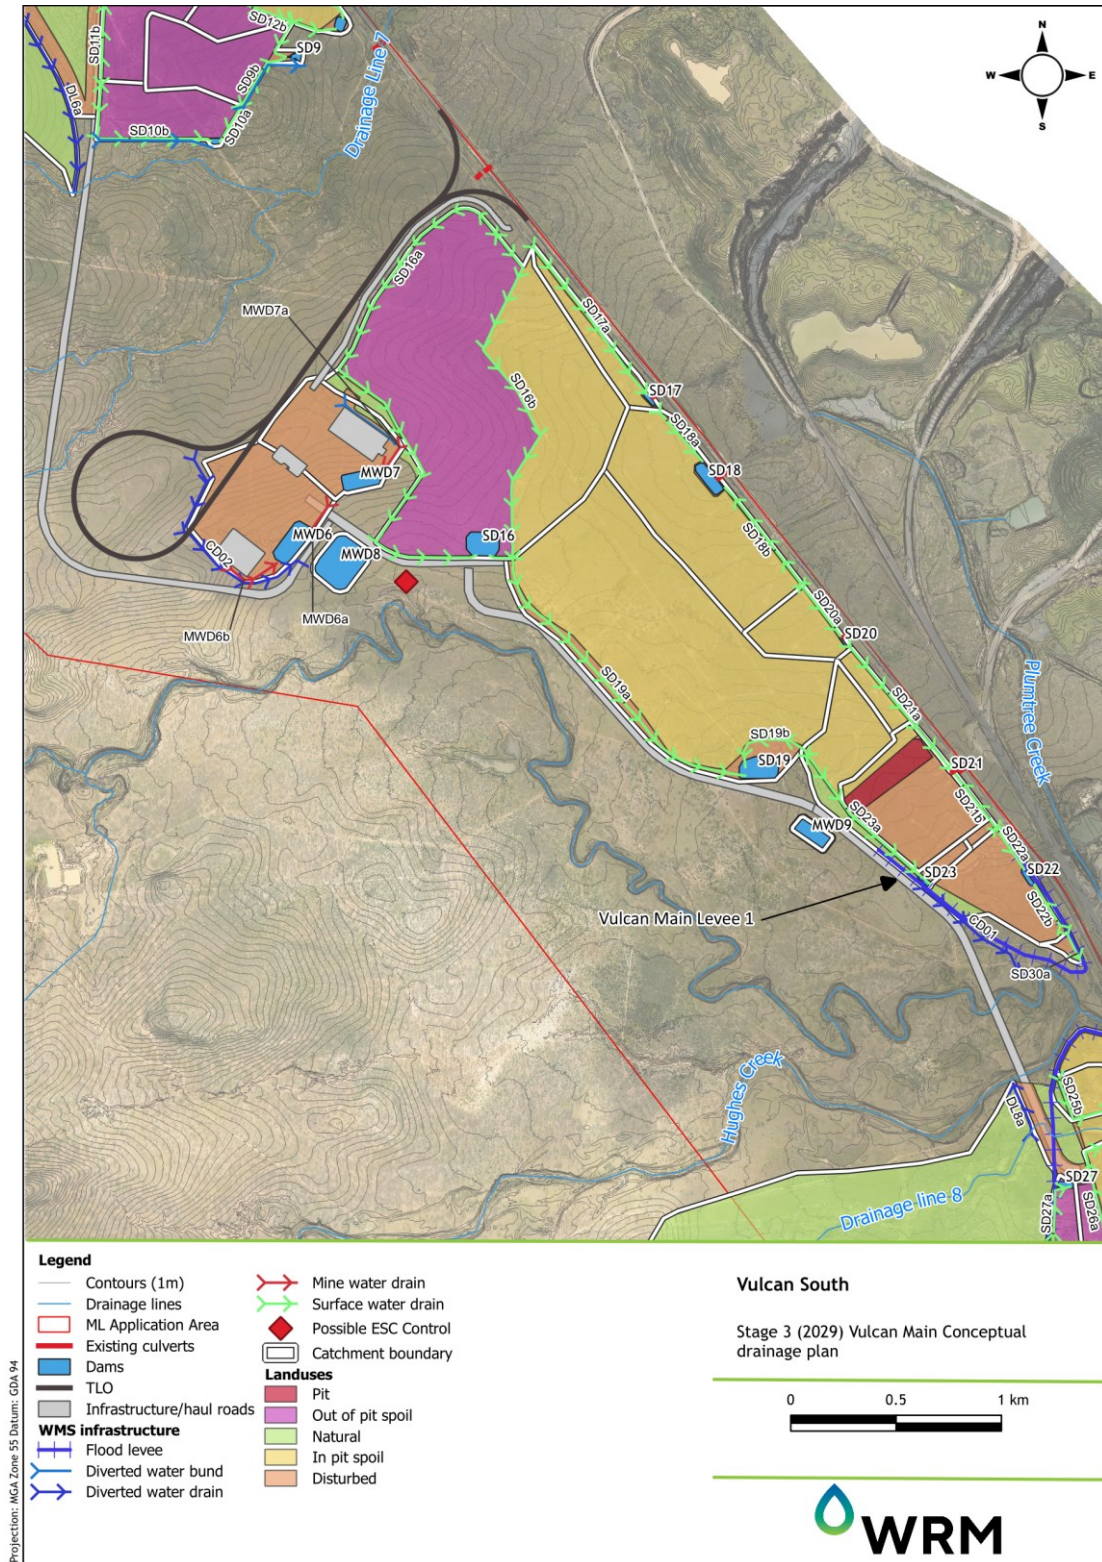 SD12b
SD11b
SD9
SD9b
SD10a
SD10b
DL6a
Drainage Line 7
N
W
E
S
SD16a
MWD7a
SD17a
SD16b
SD17
SD18a
SD18
MWD7
SD18b
SD16
MWD6
MWD8
CD02
MWD6b
MWD6a
SD20a
SD20
SD19a
SD21a
SD19b
SD19
SD21
SD21b
MWD9
SD23a
SD22a
SD22
SD23
SD22b
Vulcan Main Levee 1
CD01
SD30a
Plumtree Creek
Hughes Creek
DL8a
SD25b
SD27
SD27a
SD26a
Drainage line 8
Legend
Contours (1m)
Drainage lines
ML Application Area
Existing culverts
Dams
TLO
Infrastructure/haul roads
WMS infrastructure
Flood levee
Diverted water bund
Diverted water drain
Mine water drain
Surface water drain
Possible ESC Control
Catchment boundary
Landuses
Pit
Out of pit spoil
Natural
In pit spoil
Disturbed
Vulcan South
Stage 3 (2029) Vulcan Main Conceptual
drainage plan
0 0.5 1 km
WRM
Projection: MGA Zone 55 Datum: GDA 94